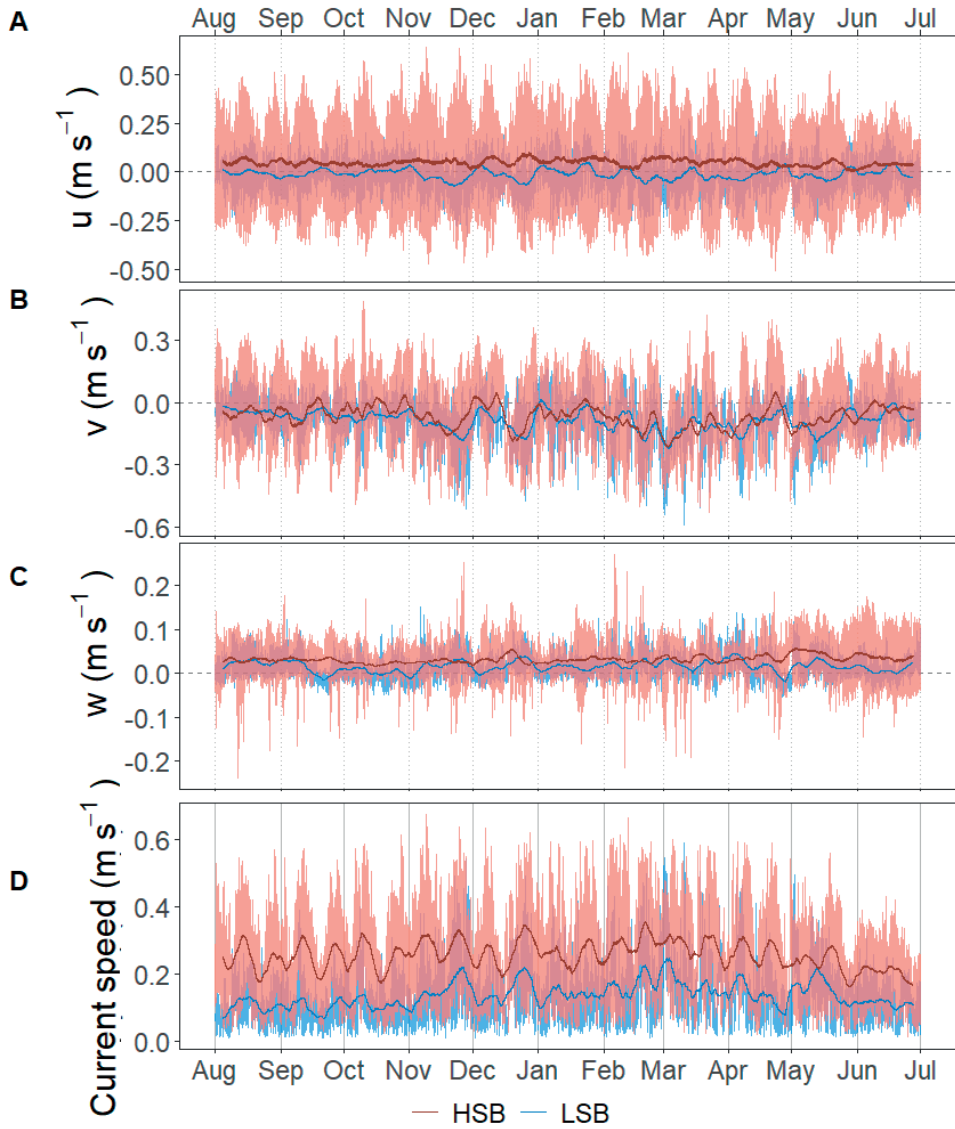 A
Aug Sep Oct Nov Dec Jan Feb Mar Apr May Jun Jul
u (m s⁻¹)
0.50
0.25
0.00
-0.25
-0.50
B
v (m s⁻¹)
0.3
0.0
-0.3
-0.6
C
w (m s⁻¹)
0.2
0.1
0.0
-0.1
-0.2
D
Current speed (m s⁻¹)
0.6
0.4
0.2
0.0
Aug Sep Oct Nov Dec Jan Feb Mar Apr May Jun Jul
HSB LSB